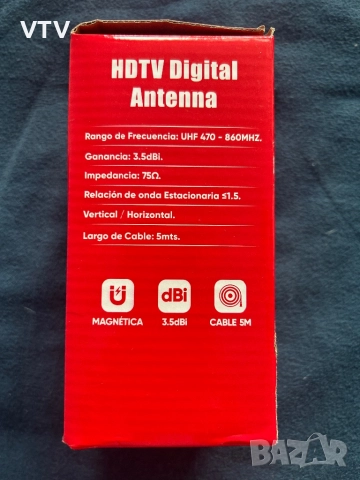 VTV
HDTV Digital
Antenna
Rango de Frecuencia: UHF 470 - 860MHZ.
Ganancia: 3.5dBi.
Impedancia: 75Ω.
Relación de onda Estacionaria ≤1.5.
Vertical / Horizontal.
Largo de Cable: 5mts.
dBi
MAGNÉTICA 3.5dBi CABLE 5M
BAZAR
bg